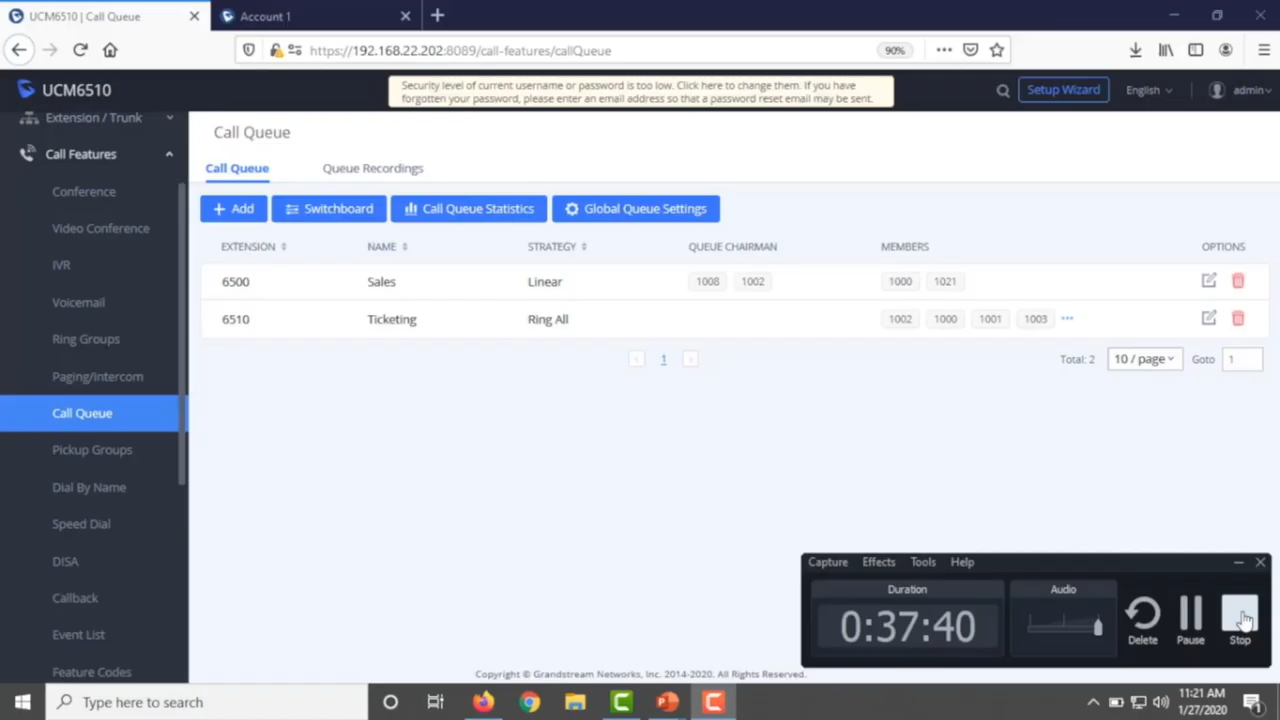 UCM6510 | Call Queue
Account 1
https://192.168.22.202:8089/call-features/callQueue
90%
UCM6510
Security level of current username or password is too low. Click here to change them. If you have
forgotten your password, please enter an email address so that a password reset email may be sent.
Setup Wizard
English
admin
Extension / Trunk
Call Features
Conference
Video Conference
IVR
Voicemail
Ring Groups
Paging/Intercom
Call Queue
Pickup Groups
Dial By Name
Speed Dial
DISA
Callback
Event List
Feature Codes
Call Queue
Call Queue
Queue Recordings
Add
Switchboard
Call Queue Statistics
Global Queue Settings
EXTENSION NAME STRATEGY QUEUE CHAIRMAN MEMBERS OPTIONS
6500 Sales Linear 1008 1002 1000 1021
6510 Ticketing Ring All 1002 1000 1001 1003 ···
1
Total: 2 10 / page Goto 1
Capture Effects Tools Help
Duration
0:37:40
Audio
Delete
Pause
Stop
Copyright © Grandstream Networks, Inc. 2014-2020. All Rights Reserved.
Type here to search
11:21 AM
1/27/2020
1